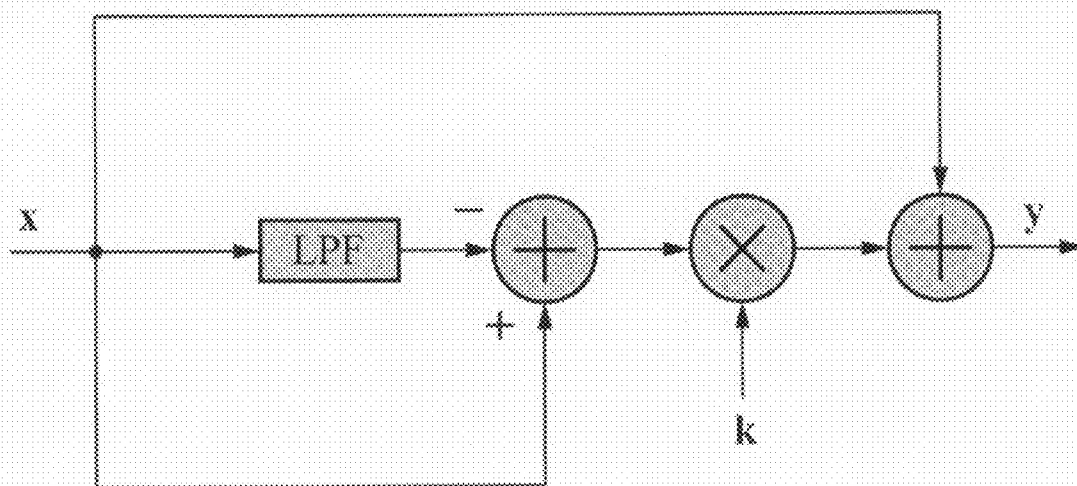 x
LPF
−
+
+
×
+
y
k